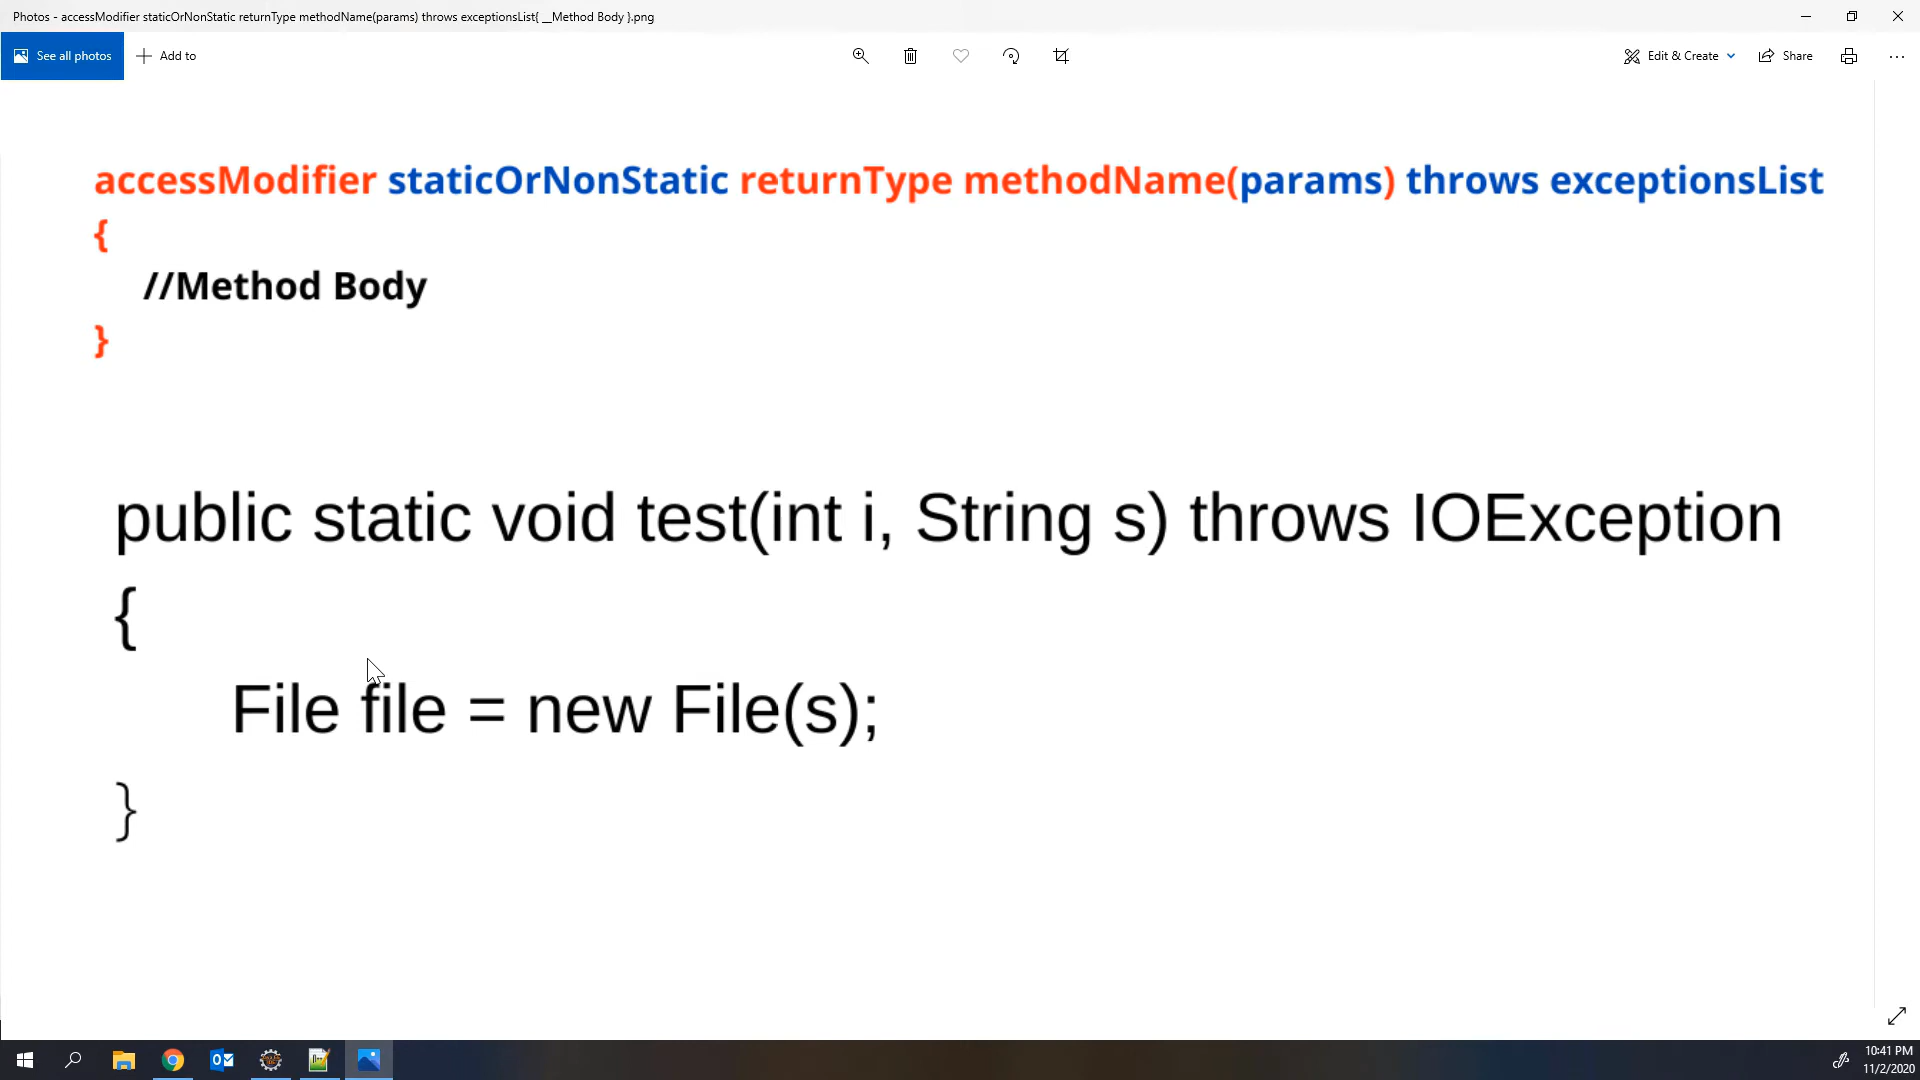 Photos - accessModifier staticOrNonStatic returnType methodName(params) throws exceptionsList{ __Method Body }.png
See all photos
Add to
Edit & Create
Share
accessModifier staticOrNonStatic returnType methodName(params) throws exceptionsList
{
//Method Body
}
public static void test(int i, String s) throws IOException
{
File file = new File(s);
}
10:41 PM
11/2/2020